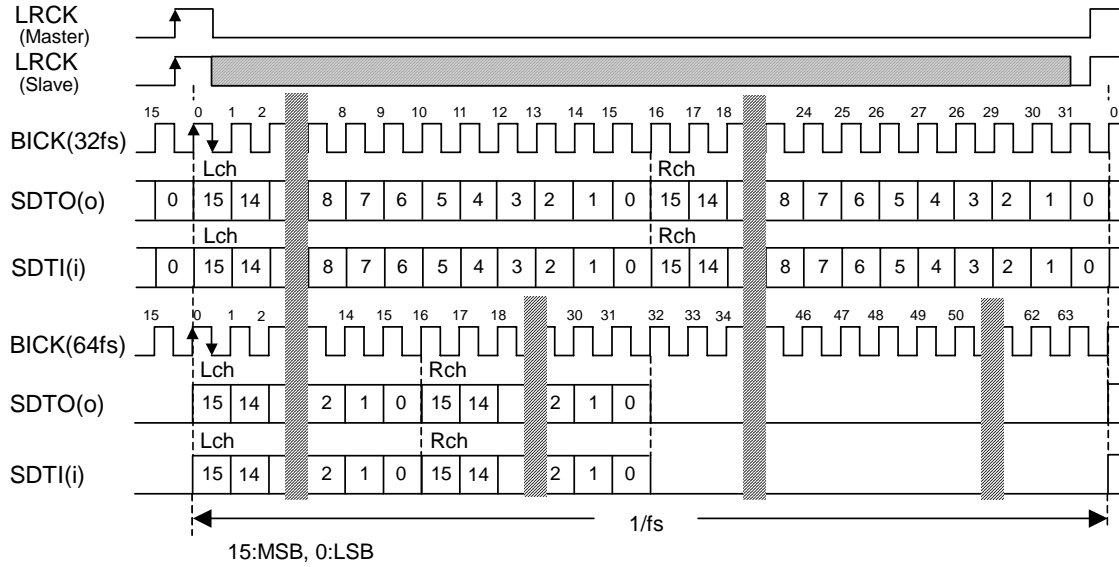 LRCK
(Master)
LRCK
(Slave)
15 0 1 2 8 9 10 11 12 13 14 15 16 17 18 24 25 26 27 26 29 30 31 0
BICK(32fs)
Lch Rch
SDTO(o) 0 15 14 8 7 6 5 4 3 2 1 0 15 14 8 7 6 5 4 3 2 1 0
Lch Rch
SDTI(i) 0 15 14 8 7 6 5 4 3 2 1 0 15 14 8 7 6 5 4 3 2 1 0
15 0 1 2 14 15 16 17 18 30 31 32 33 34 46 47 48 49 50 62 63
BICK(64fs)
Lch Rch
SDTO(o) 15 14 2 1 0 15 14 2 1 0
Lch Rch
SDTI(i) 15 14 2 1 0 15 14 2 1 0
1/fs
15:MSB, 0:LSB